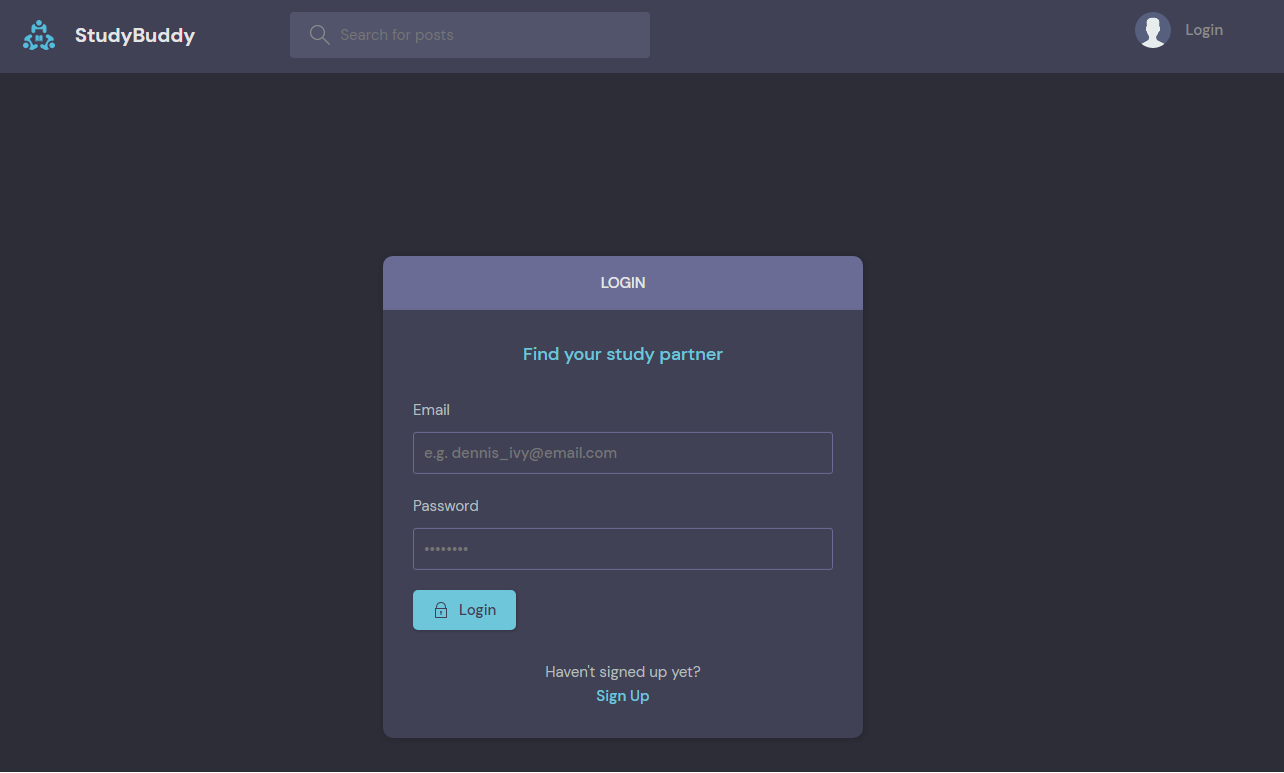 StudyBuddy
Search for posts
Login
LOGIN
Find your study partner
Email
e.g. dennis_ivy@email.com
Password
••••••••
Login
Haven't signed up yet?
Sign Up